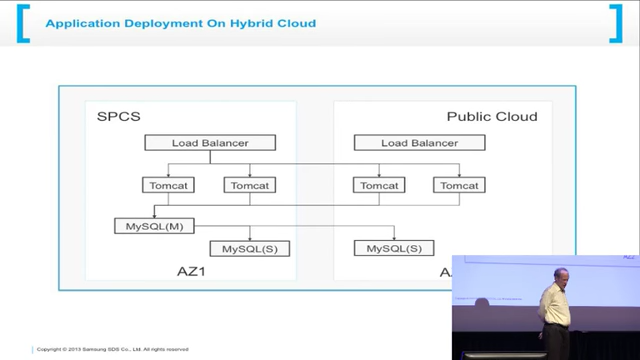 Application Deployment On Hybrid Cloud
SPCS
Public Cloud
Load Balancer
Load Balancer
Tomcat
Tomcat
Tomcat
Tomcat
MySQL(M)
MySQL(S)
MySQL(S)
AZ1
AZ2
Copyright © 2013 Samsung SDS Co., Ltd. All rights reserved